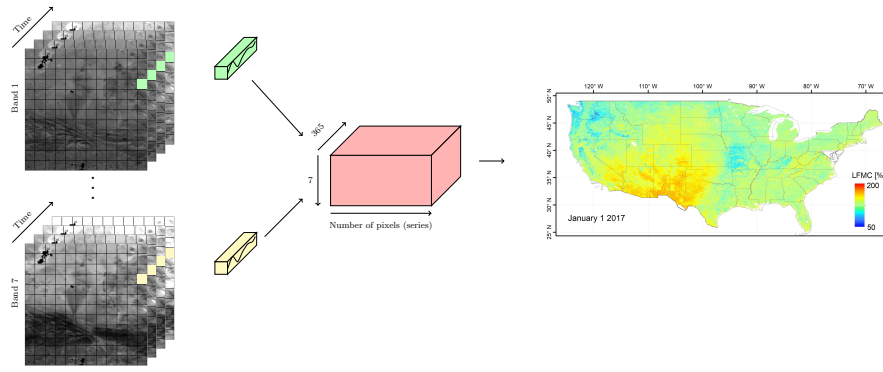 Time
Band 1
Time
Band 7
365
7
Number of pixels (series)
120° W 110° W 100° W 90° W 80° W 70° W
50° N
45° N
40° N
35° N
30° N
25° N
LFMC [%
200
50
January 1 2017